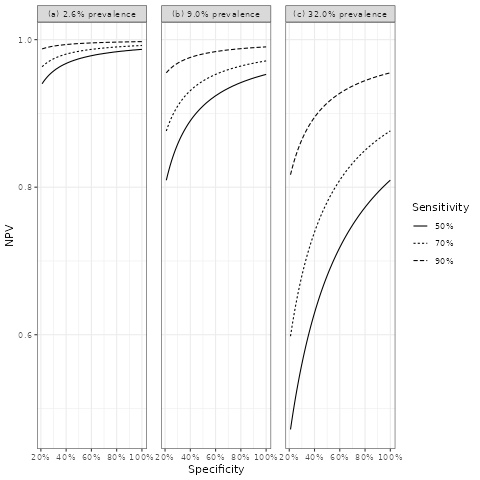 (a) 2.6% prevalence (b) 9.0% prevalence (c) 32.0% prevalence
1.0
0.8
0.6
NPV
20% 40% 60% 80% 100% 20% 40% 60% 80% 100% 20% 40% 60% 80% 100%
Specificity
Sensitivity
50%
70%
90%